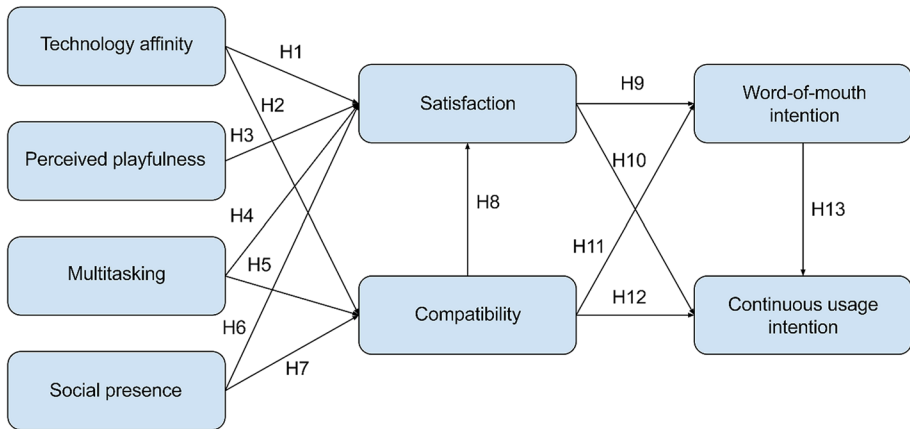 Technology affinity
H1
H2
Perceived playfulness
H3
Multitasking
H4
H5
Social presence
H6
H7
Satisfaction
H8
Compatibility
H9
H10
H11
H12
Word-of-mouth
intention
H13
Continuous usage
intention